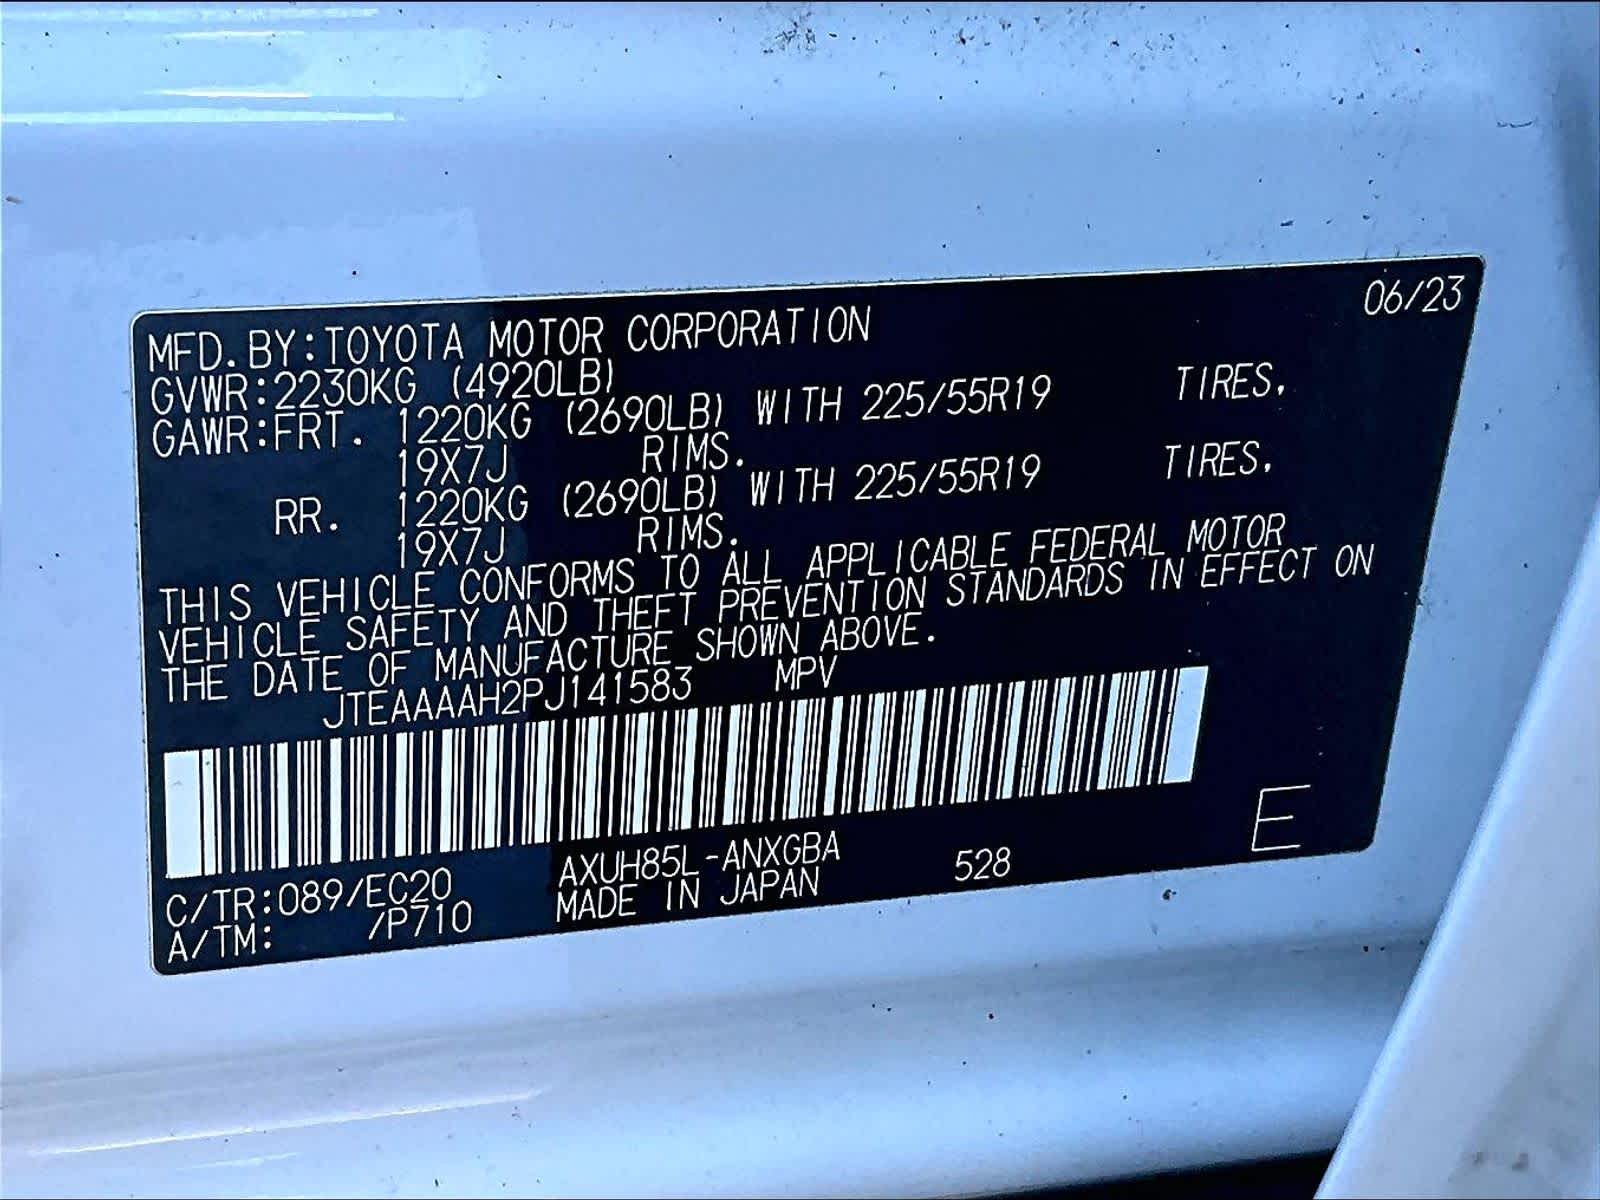 06/23
MFD.BY:TOYOTA MOTOR CORPORATION
GVWR:2230KG (4920LB)
GAWR:FRT. 1220KG (2690LB) WITH 225/55R19 TIRES,
19X7J RIMS.
RR. 1220KG (2690LB) WITH 225/55R19 TIRES,
19X7J RIMS.
THIS VEHICLE CONFORMS TO ALL APPLICABLE FEDERAL MOTOR
VEHICLE SAFETY AND THEFT PREVENTION STANDARDS IN EFFECT ON
THE DATE OF MANUFACTURE SHOWN ABOVE.
JTEAAAAH2PJ141583 MPV
C/TR:089/EC20 AXUH85L-ANXGBA 528 E
A/TM: /P710 MADE IN JAPAN